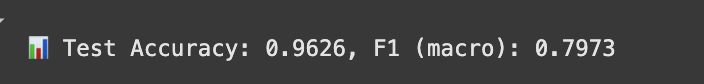 📊 Test Accuracy: 0.9626, F1 (macro): 0.7973